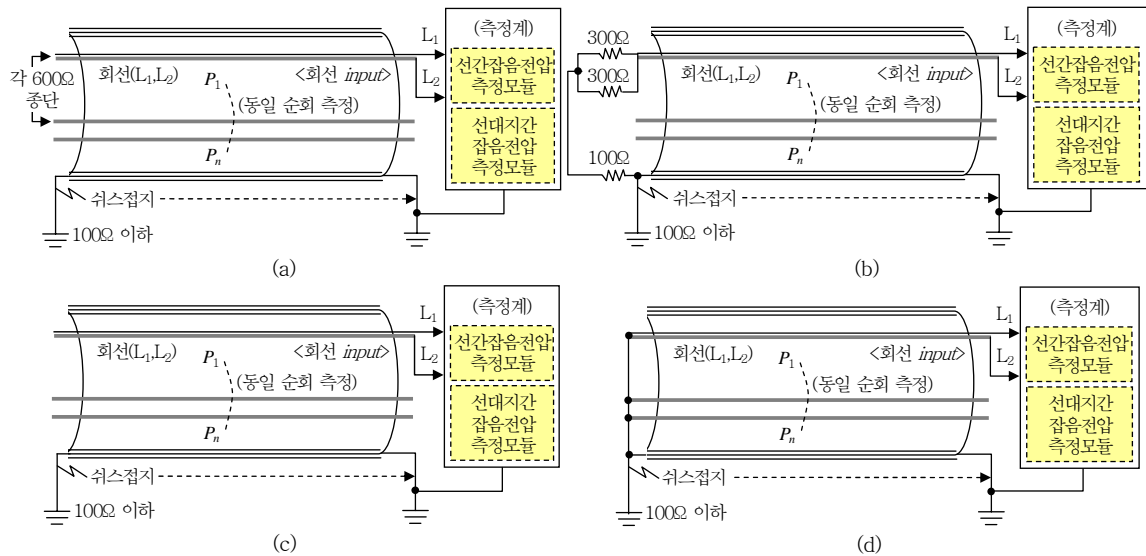 각 600Ω
종단
회선(L₁,L₂)
P₁
<회선 input>
(동일 순회 측정)
Pₙ
L₁
L₂
(측정계)
선간잡음전압
측정모듈
선대지간
잡음전압
측정모듈
쉬스접지
100Ω 이하
(a)
300Ω
300Ω
100Ω
회선(L₁,L₂)
P₁
<회선 input>
(동일 순회 측정)
Pₙ
L₁
L₂
(측정계)
선간잡음전압
측정모듈
선대지간
잡음전압
측정모듈
쉬스접지
100Ω 이하
(b)
회선(L₁,L₂)
P₁
<회선 input>
(동일 순회 측정)
Pₙ
L₁
L₂
(측정계)
선간잡음전압
측정모듈
선대지간
잡음전압
측정모듈
쉬스접지
100Ω 이하
(c)
회선(L₁,L₂)
P₁
<회선 input>
(동일 순회 측정)
Pₙ
L₁
L₂
(측정계)
선간잡음전압
측정모듈
선대지간
잡음전압
측정모듈
쉬스접지
100Ω 이하
(d)